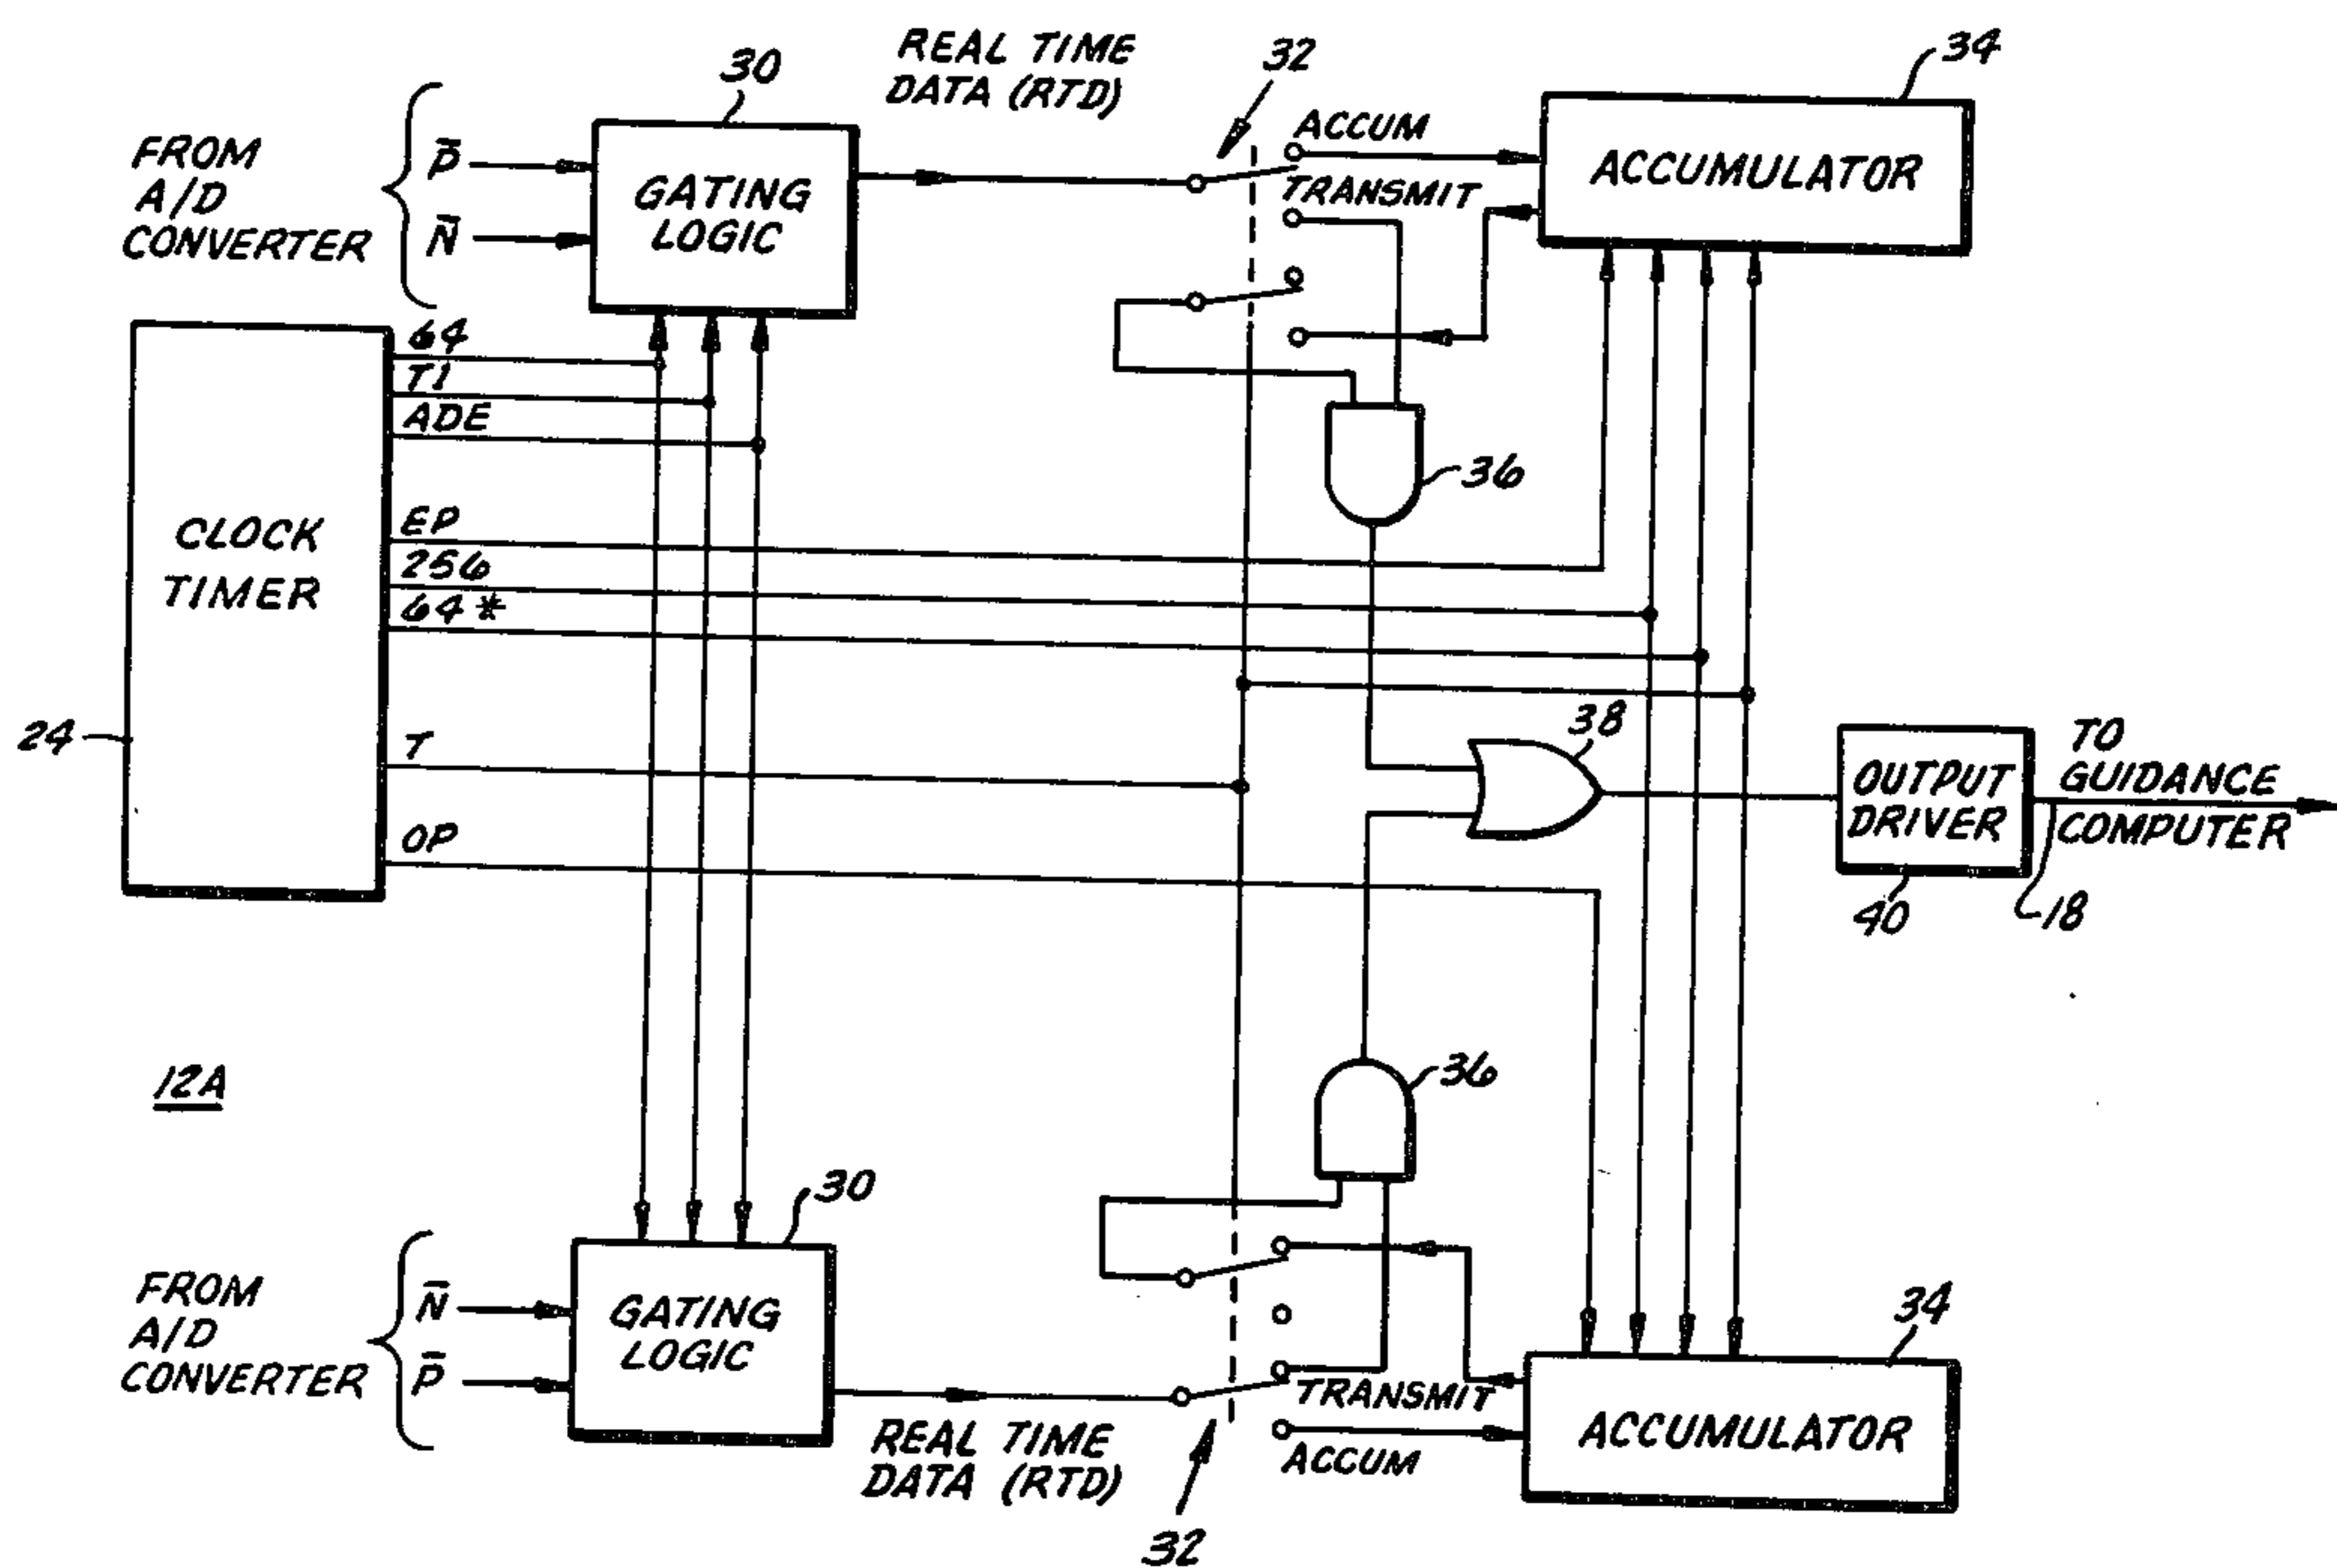 30
REAL TIME
DATA (RTD)
32
34
FROM
A/D
CONVERTER
P̄
N̄
GATING
LOGIC
ACCUM
TRANSMIT
ACCUMULATOR
64
T1
ADE
36
CLOCK
TIMER
EP
256
64*
24
T
OP
38
OUTPUT
DRIVER
40
TO
GUIDANCE
COMPUTER
18
12A
36
30
FROM
A/D
CONVERTER
N̄
P̄
GATING
LOGIC
REAL TIME
DATA (RTD)
TRANSMIT
ACCUM
32
34
ACCUMULATOR